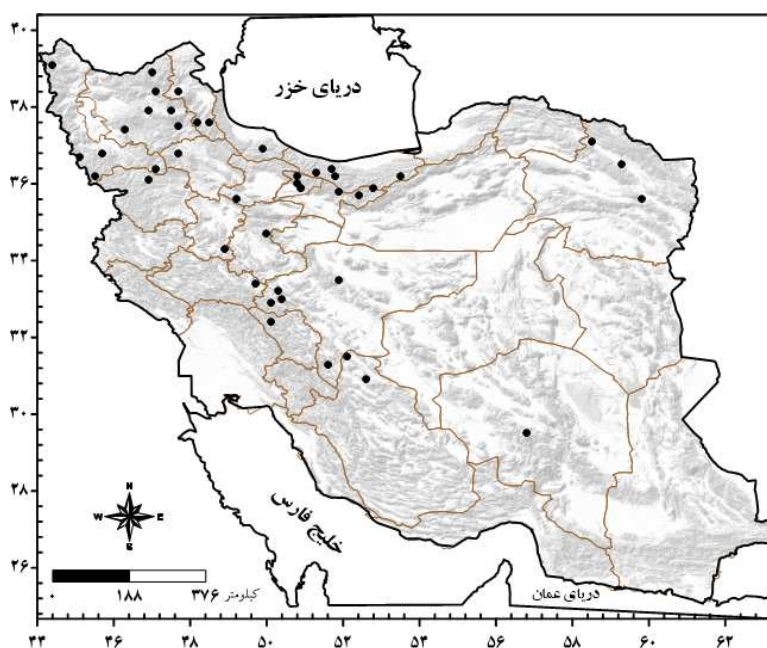 ۴۰
دریای خزر
۳۸
۳۶
۳۴
۳۲
۳۰
۲۸
خلیج فارس
N
W E
S
۲۶
۰ ۱۸۸ ۳۷۶ کیلومتر
دریای عمان
۴۴ ۴۶ ۴۸ ۵۰ ۵۲ ۵۴ ۵۶ ۵۸ ۶۰ ۶۲